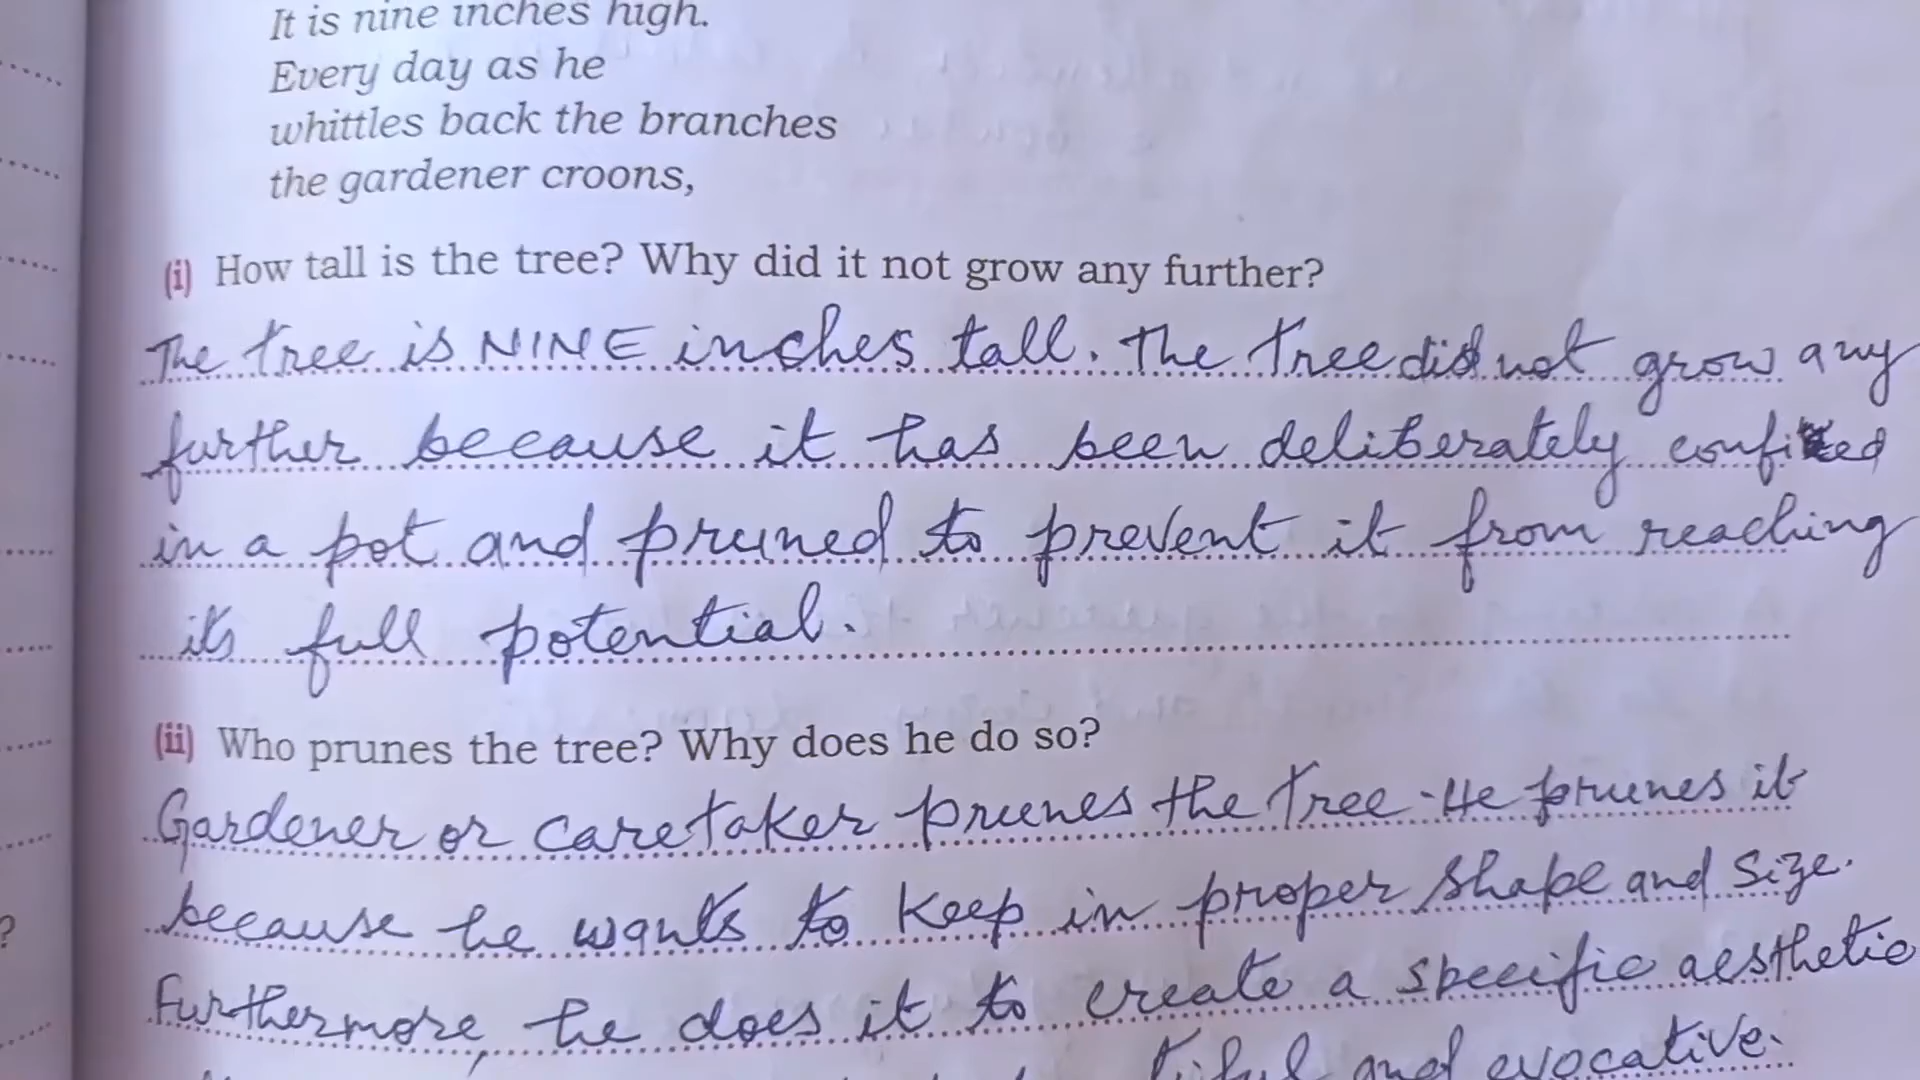 It is nine inches high.
Every day as he
whittles back the branches
the gardener croons,
(i) How tall is the tree? Why did it not grow any further?
The tree is NINE inches tall. The tree did not grow any
further because it has been deliberately
in a pot and pruned to prevent it from reaching
its full potential.
(ii) Who prunes the tree? Why does he do so?
Gardener or caretaker prunes the tree. He prunes it
because he wants to keep in proper shape and size.
Furthermore, he does it to create a specific aesthetic
and evocative.
?